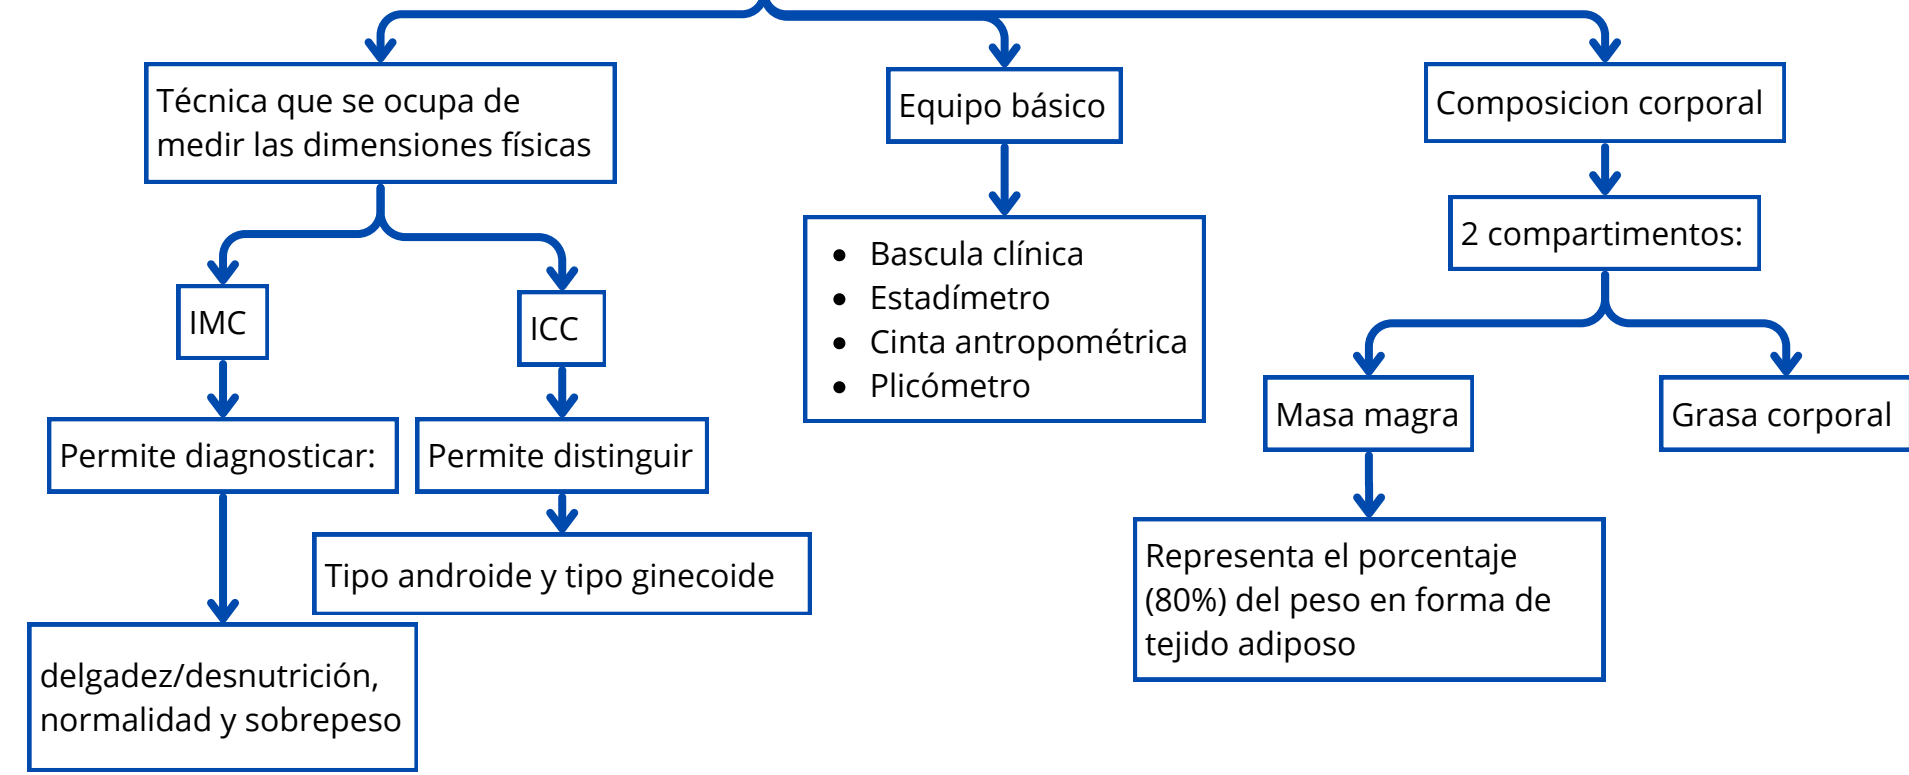 Técnica que se ocupa de
medir las dimensiones físicas
Equipo básico
Composicion corporal
2 compartimentos:
• Bascula clínica
• Estadímetro
• Cinta antropométrica
• Plicómetro
IMC
ICC
Masa magra
Grasa corporal
Permite diagnosticar:
Permite distinguir
Tipo androide y tipo ginecoide
Representa el porcentaje
(80%) del peso en forma de
tejido adiposo
delgadez/desnutrición,
normalidad y sobrepeso